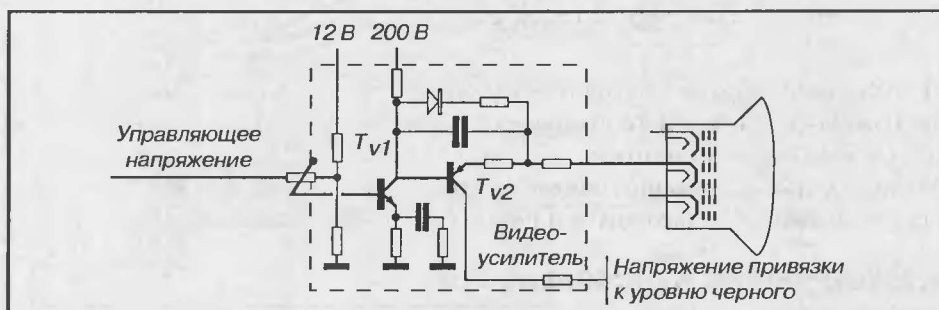 12 В 200 В
Управляющее
напряжение
Tv1
Tv2
Видео-
усилитель
Напряжение привязки
к уровню черного